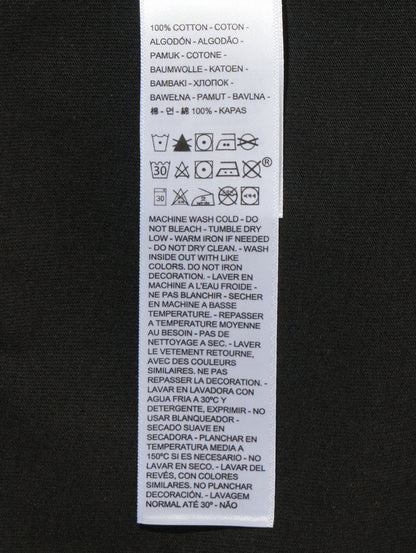 100% COTTON - COTON -
ALGODÓN - ALGODÃO -
PAMUK - COTONE -
BAUMWOLLE - KATOEN -
BAMBAKI - ХЛОПОК -
BAWEŁNA - PAMUT - BAVLNA -
棉 - 면 - 綿 100% - KAPAS
30
®
30
MACHINE WASH COLD - DO
NOT BLEACH - TUMBLE DRY
LOW - WARM IRON IF NEEDED
- DO NOT DRY CLEAN. - WASH
INSIDE OUT WITH LIKE
COLORS. DO NOT IRON
DECORATION. - LAVER EN
MACHINE A L'EAU FROIDE -
NE PAS BLANCHIR - SECHER
EN MACHINE A BASSE
TEMPERATURE. - REPASSER
A TEMPERATURE MOYENNE
AU BESOIN - PAS DE
NETTOYAGE A SEC. - LAVER
LE VETEMENT RETOURNE,
AVEC DES COULEURS
SIMILAIRES. NE PAS
REPASSER LA DECORATION. -
LAVAR EN LAVADORA CON
AGUA FRIA A 30ºC Y
DETERGENTE, EXPRIMIR - NO
USAR BLANQUEADOR -
SECADO SUAVE EN
SECADORA - PLANCHAR EN
TEMPERATURA MEDIA A
150ºC SI ES NECESARIO - NO
LAVAR EN SECO. - LAVAR DEL
REVÉS, CON COLORES
SIMILARES. NO PLANCHAR
DECORACIÓN. - LAVAGEM
NORMAL ATÉ 30º - NÃO